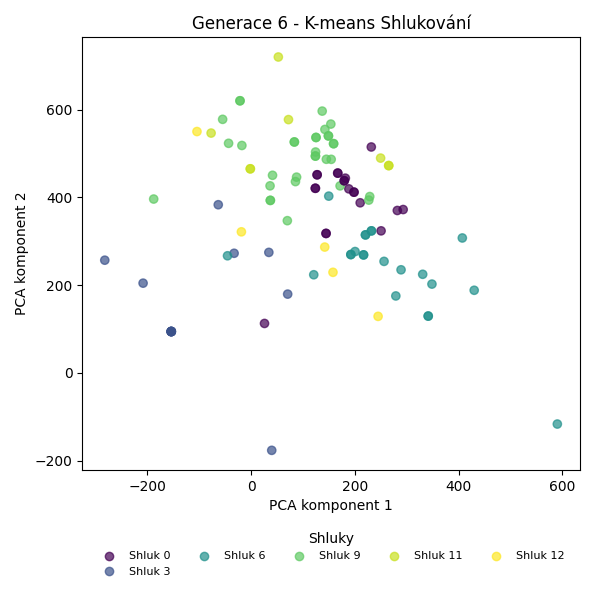 Generace 6 - K-means Shlukování
600
400
200
0
−200
PCA komponent 2
−200 0 200 400 600
PCA komponent 1
Shluky
Shluk 0 Shluk 6 Shluk 9 Shluk 11 Shluk 12
Shluk 3